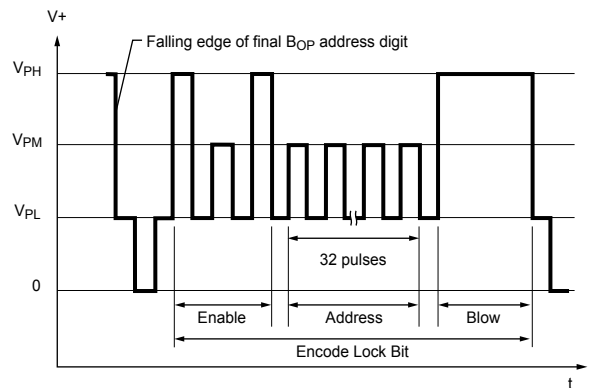 V+
Falling edge of final BOP address digit
VPH
VPM
VPL
32 pulses
0
Enable Address Blow
Encode Lock Bit
t